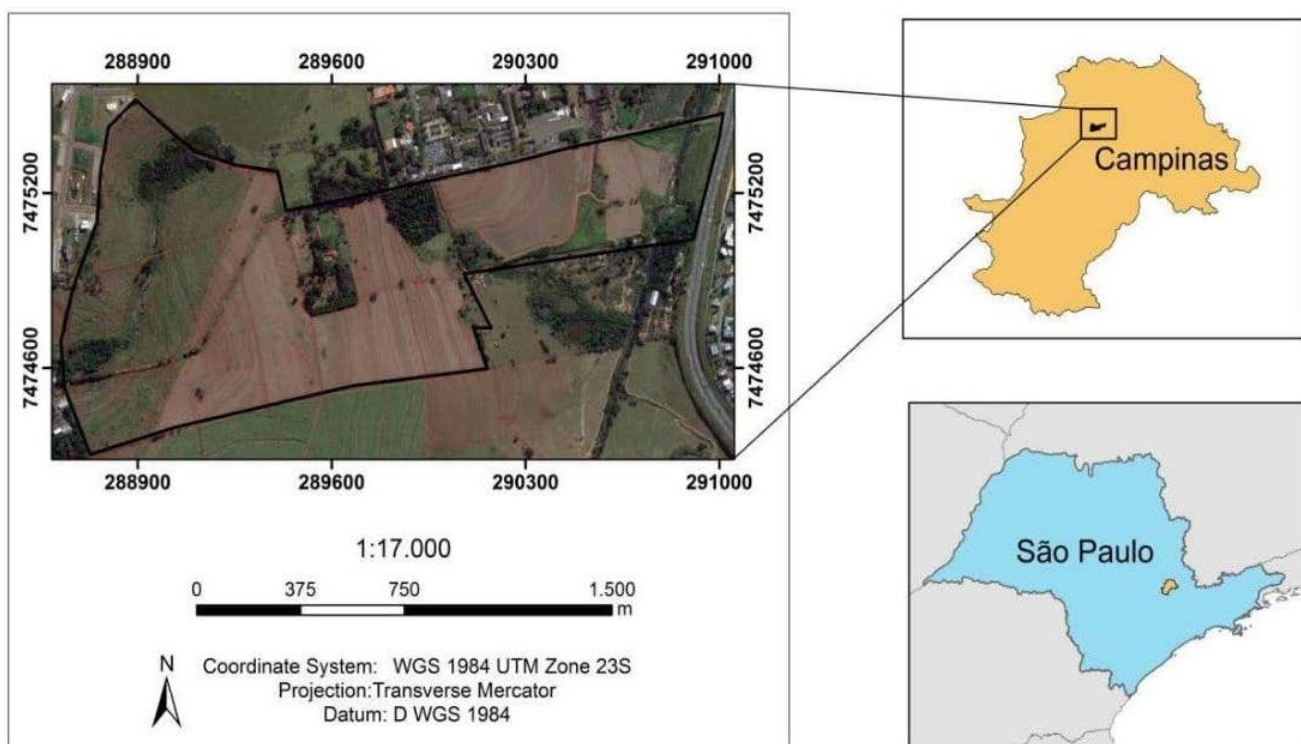 288900 289600 290300 291000
7475200 7475200
7474600 7474600
288900 289600 290300 291000
1:17.000
0 375 750 1.500
m
N
Coordinate System: WGS 1984 UTM Zone 23S
Projection:Transverse Mercator
Datum: D WGS 1984
Campinas
São Paulo